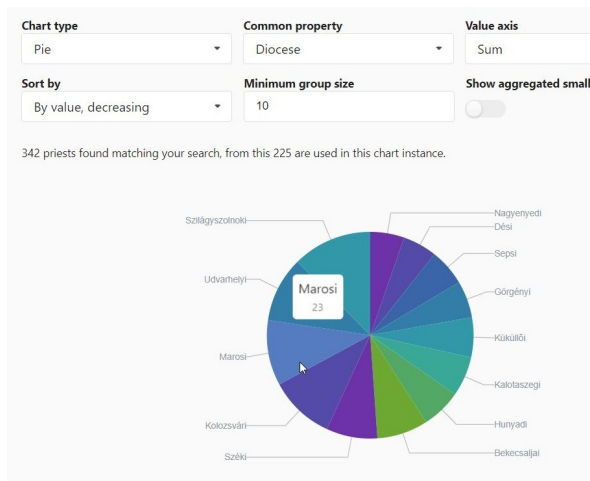 Chart type Common property Value axis
Pie Diocese Sum
Sort by Minimum group size Show aggregated small
By value, decreasing 10
342 priests found matching your search, from this 225 are used in this chart instance.
Szilágyszolnoki Nagyenyedi
Dési
Sepsi
Udvarhelyi Görgényi
Marosi
23
Küküllői
Marosi
Kalotaszegi
Kolozsvári Hunyadi
Széki Bekecsaljai